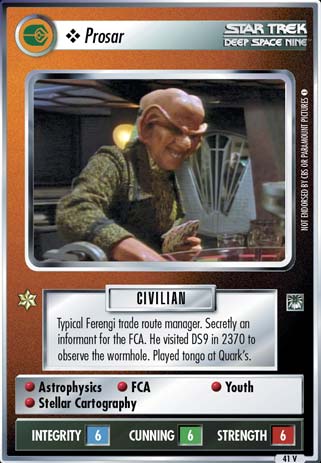 ❖ Prosar
STAR TREK
DEEP SPACE NINE
NOT ENDORSED BY CBS OR PARAMOUNT PICTURES
CIVILIAN
Typical Ferengi trade route manager. Secretly an
informant for the FCA. He visited DS9 in 2370 to
observe the wormhole. Played tongo at Quark's.
Astrophysics FCA Youth
Stellar Cartography
INTEGRITY 6 CUNNING 6 STRENGTH 6
41 V